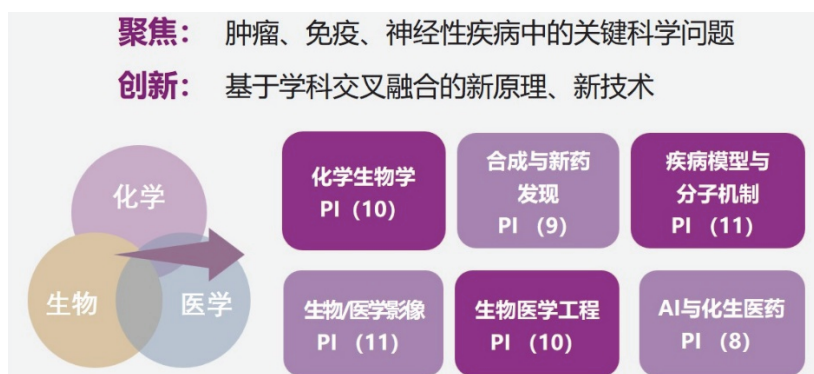 聚焦： 肿瘤、免疫、神经性疾病中的关键科学问题
创新： 基于学科交叉融合的新原理、新技术
化学
生物
医学
化学生物学
PI（10）
合成与新药
发现
PI （9）
疾病模型与
分子机制
PI （11）
生物/医学影像
PI （11）
生物医学工程
PI （10）
AI与化生医药
PI （8）